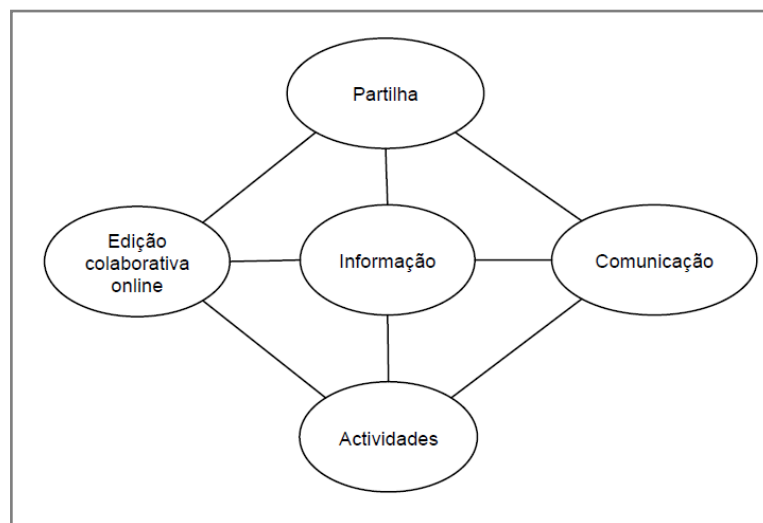 Partilha
Edição
colaborativa
online
Informação
Comunicação
Actividades